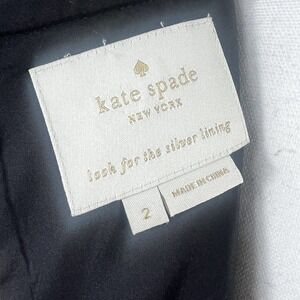 kate spade
NEW YORK
look for the silver lining
2
MADE IN CHINA